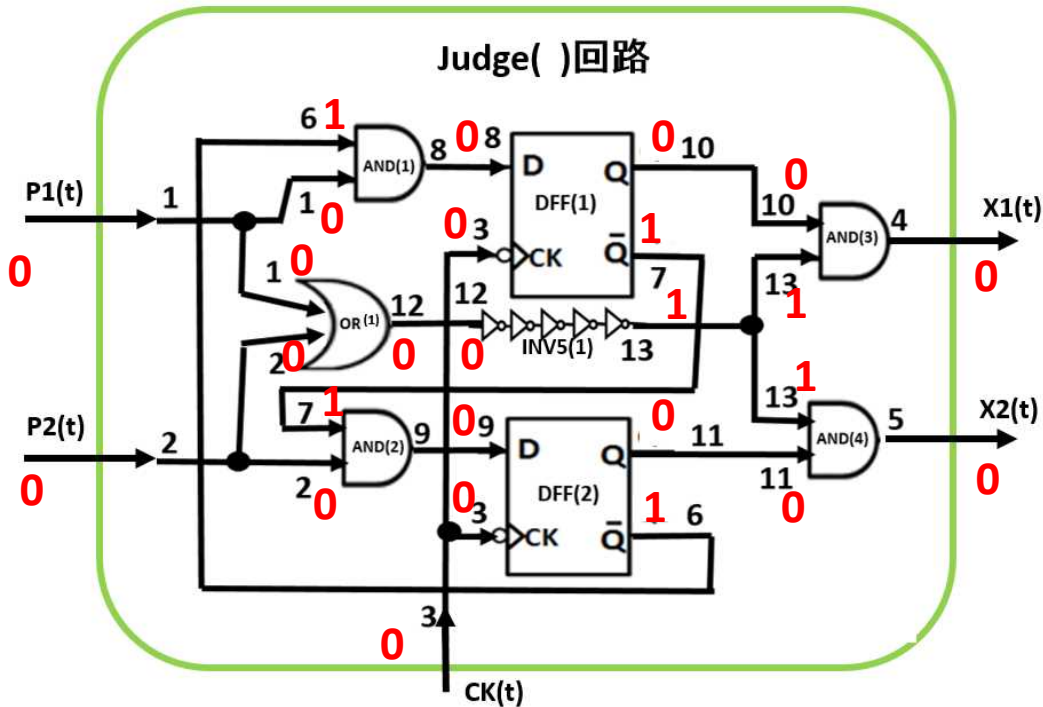 Judge( )回路
6 1
AND(1)
8 0 8
D
Q
0 10
DFF(1)
P1(t)
1
1 0
0
0 3
CK
Q̄
1
7
0
10
AND(3)
4
X1(t)
0
1 0
OR(1)
12
0
12
0
INV5(1)
1
13
13
1
2 0
7 1
AND(2)
9 0 9
D
Q
0
11
DFF(2)
13 1
AND(4)
5
X2(t)
0
P2(t)
2
0
2 0
0 3
CK
Q̄
1 6
11 0
3
0
CK(t)